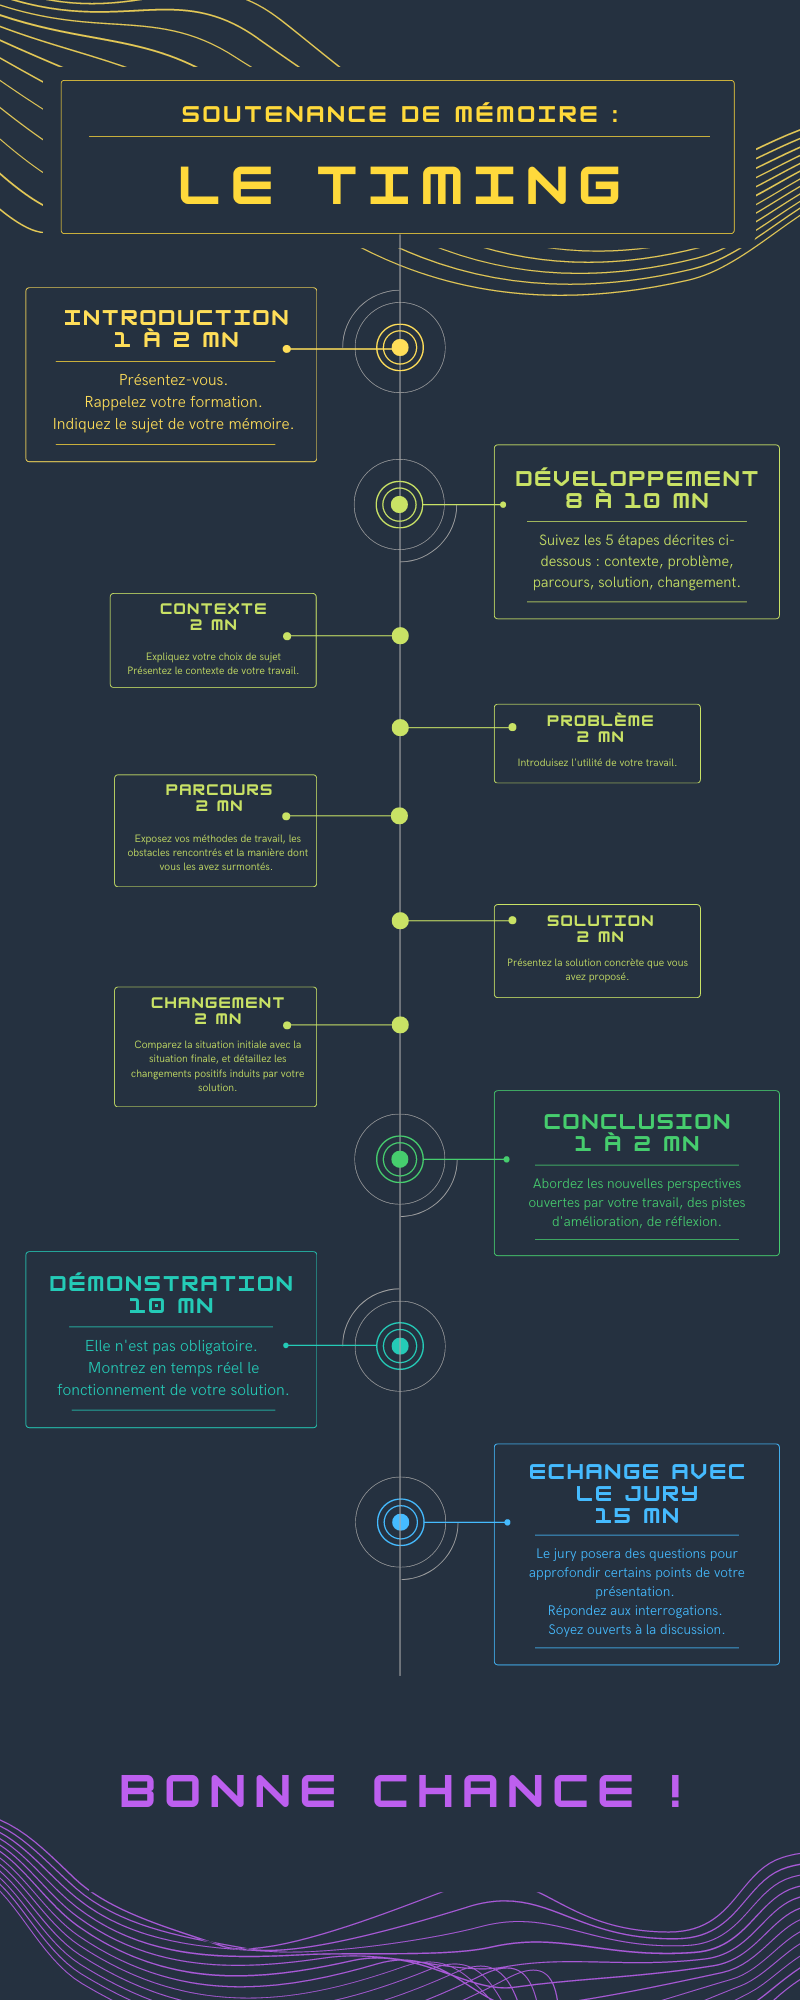 SOUTENANCE DE MÉMOIRE :
LE TIMING
INTRODUCTION
1 À 2 MN
Présentez-vous.
Rappelez votre formation.
Indiquez le sujet de votre mémoire.
DÉVELOPPEMENT
8 À 10 MN
Suivez les 5 étapes décrites ci-
dessous : contexte, problème,
parcours, solution, changement.
CONTEXTE
2 MN
Expliquez votre choix de sujet
Présentez le contexte de votre travail.
PROBLÈME
2 MN
Introduisez l'utilité de votre travail.
PARCOURS
2 MN
Exposez vos méthodes de travail, les
obstacles rencontrés et la manière dont
vous les avez surmontés.
SOLUTION
2 MN
Présentez la solution concrète que vous
avez proposé.
CHANGEMENT
2 MN
Comparez la situation initiale avec la
situation finale, et détaillez les
changements positifs induits par votre
solution.
CONCLUSION
1 À 2 MN
Abordez les nouvelles perspectives
ouvertes par votre travail, des pistes
d'amélioration, de réflexion.
DÉMONSTRATION
10 MN
Elle n'est pas obligatoire.
Montrez en temps réel le
fonctionnement de votre solution.
ECHANGE AVEC
LE JURY
15 MN
Le jury posera des questions pour
approfondir certains points de votre
présentation.
Répondez aux interrogations.
Soyez ouverts à la discussion.
BONNE CHANCE !